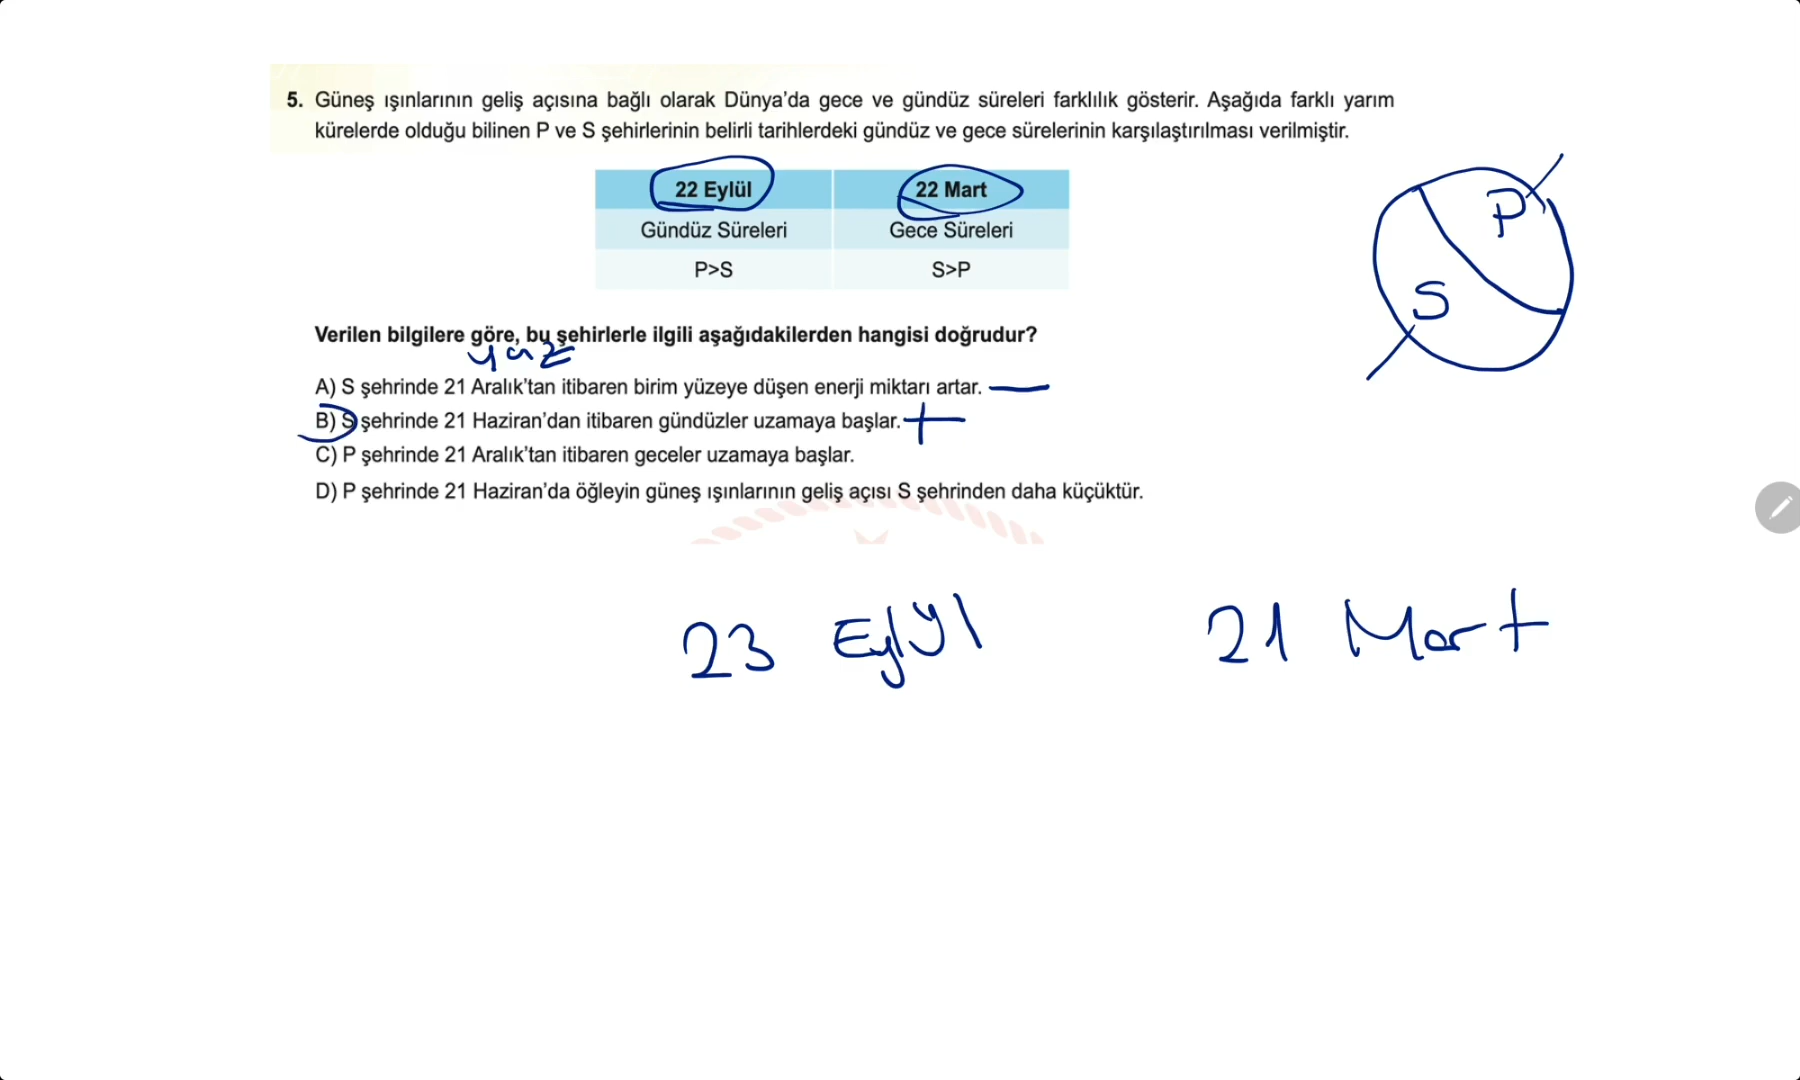 5. Güneş ışınlarının geliş açısına bağlı olarak Dünya'da gece ve gündüz süreleri farklılık gösterir. Aşağıda farklı yarım
kürelerde olduğu bilinen P ve S şehirlerinin belirli tarihlerdeki gündüz ve gece sürelerinin karşılaştırılması verilmiştir.
22 Eylül 22 Mart
Gündüz Süreleri Gece Süreleri
P>S S>P
P
S
Verilen bilgilere göre, bu şehirlerle ilgili aşağıdakilerden hangisi doğrudur?
yaz
A) S şehrinde 21 Aralık'tan itibaren birim yüzeye düşen enerji miktarı artar. —
B) S şehrinde 21 Haziran'dan itibaren gündüzler uzamaya başlar. +
C) P şehrinde 21 Aralık'tan itibaren geceler uzamaya başlar.
D) P şehrinde 21 Haziran'da öğleyin güneş ışınlarının geliş açısı S şehrinden daha küçüktür.
23 Eylül 21 Mart